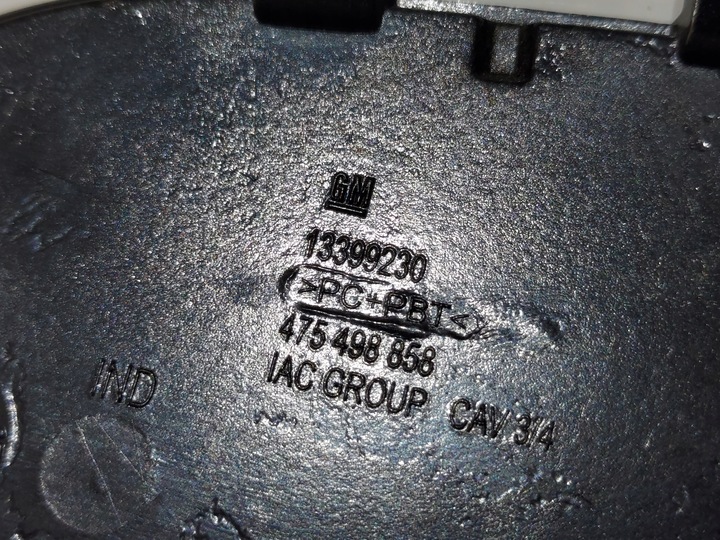 GM
13399230
>PC+PBT<
475 498 858
IAC GROUP CAV 3/4
IND